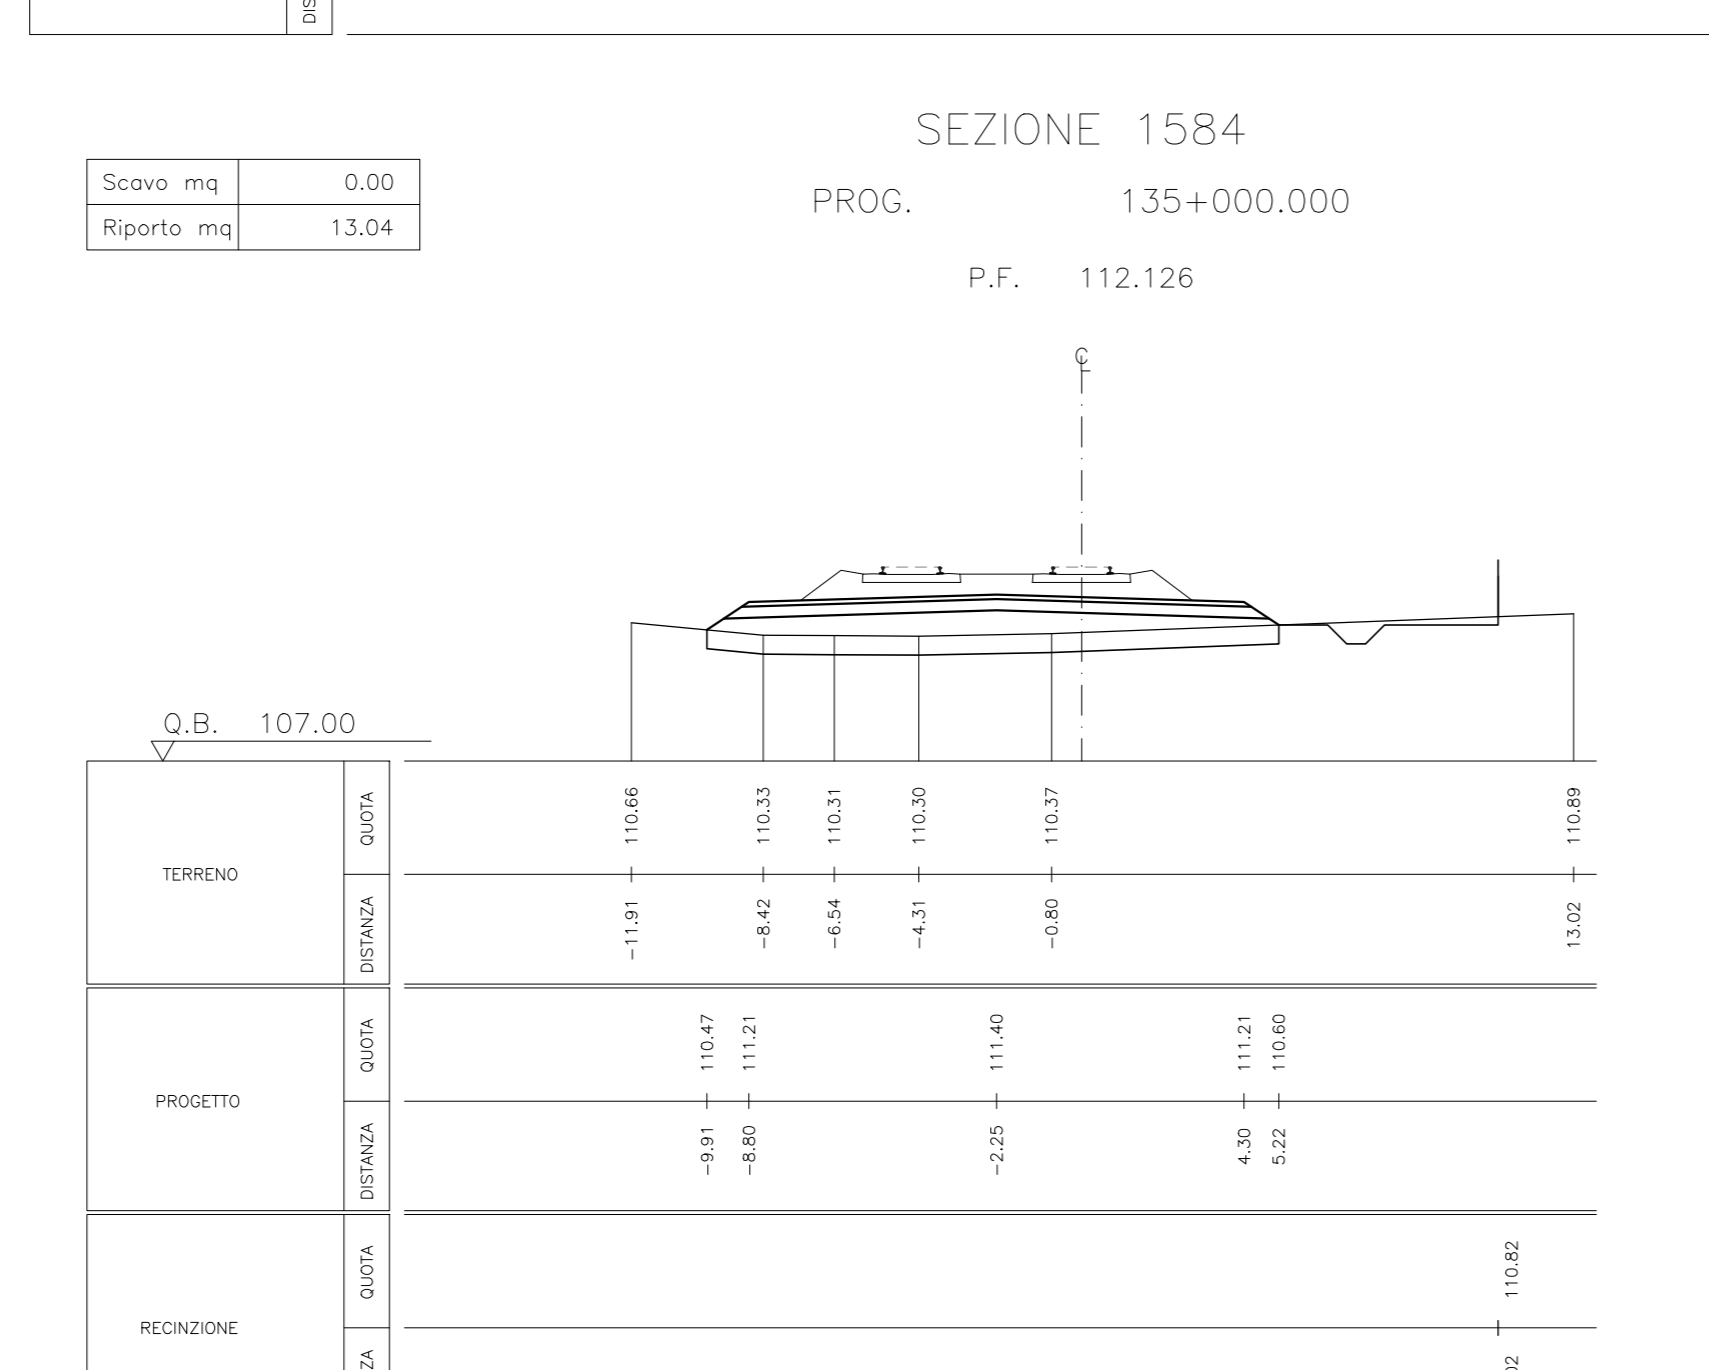 DIS
SEZIONE 1584
Scavo mq 0.00
Riporto mq 13.04
PROG. 135+000.000
P.F. 112.126
℄
Q.B. 107.00
TERRENO
QUOTA
110.66 110.33 110.31 110.30 110.37 110.89
DISTANZA
-11.91 -8.42 -6.54 -4.31 -0.80 13.02
PROGETTO
QUOTA
110.47 111.21 111.40 111.21 110.60
DISTANZA
-9.91 -8.80 -2.25 4.30 5.22
RECINZIONE
QUOTA
110.82
ZA
02